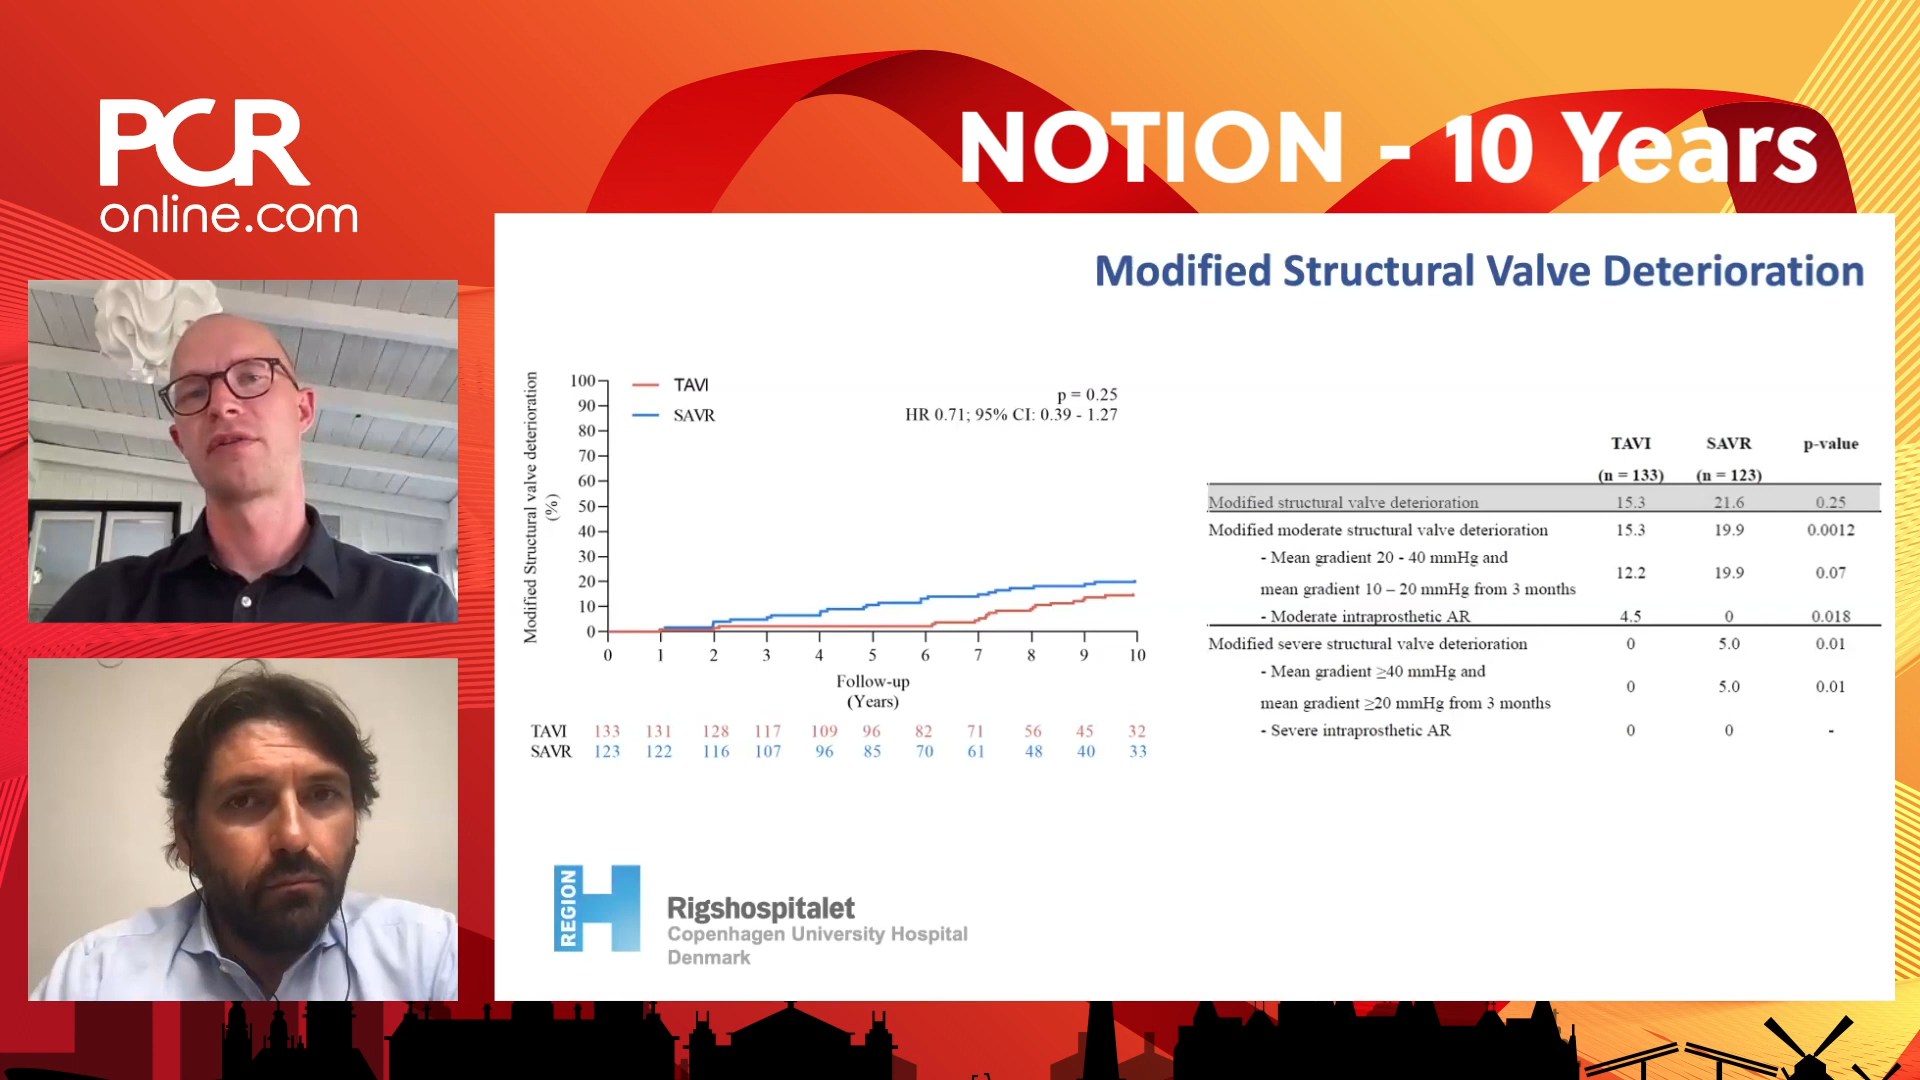 PCR
online.com
NOTION - 10 Years
Modified Structural Valve Deterioration
Modified Structural valve deterioration
(%)
100
90
80
70
60
50
40
30
20
10
0
TAVI
SAVR
p = 0.25
HR 0.71; 95% CI: 0.39 - 1.27
0 1 2 3 4 5 6 7 8 9 10
Follow-up
(Years)
TAVI 133 131 128 117 109 96 82 71 56 45 32
SAVR 123 122 116 107 96 85 70 61 48 40 33
TAVI SAVR p-value
(n = 133) (n = 123)
Modified structural valve deterioration 15.3 21.6 0.25
Modified moderate structural valve deterioration 15.3 19.9 0.0012
- Mean gradient 20 - 40 mmHg and
12.2 19.9 0.07
mean gradient 10 – 20 mmHg from 3 months
- Moderate intraprosthetic AR 4.5 0 0.018
Modified severe structural valve deterioration 0 5.0 0.01
- Mean gradient ≥40 mmHg and
0 5.0 0.01
mean gradient ≥20 mmHg from 3 months
- Severe intraprosthetic AR 0 0 -
REGION H
Rigshospitalet
Copenhagen University Hospital
Denmark